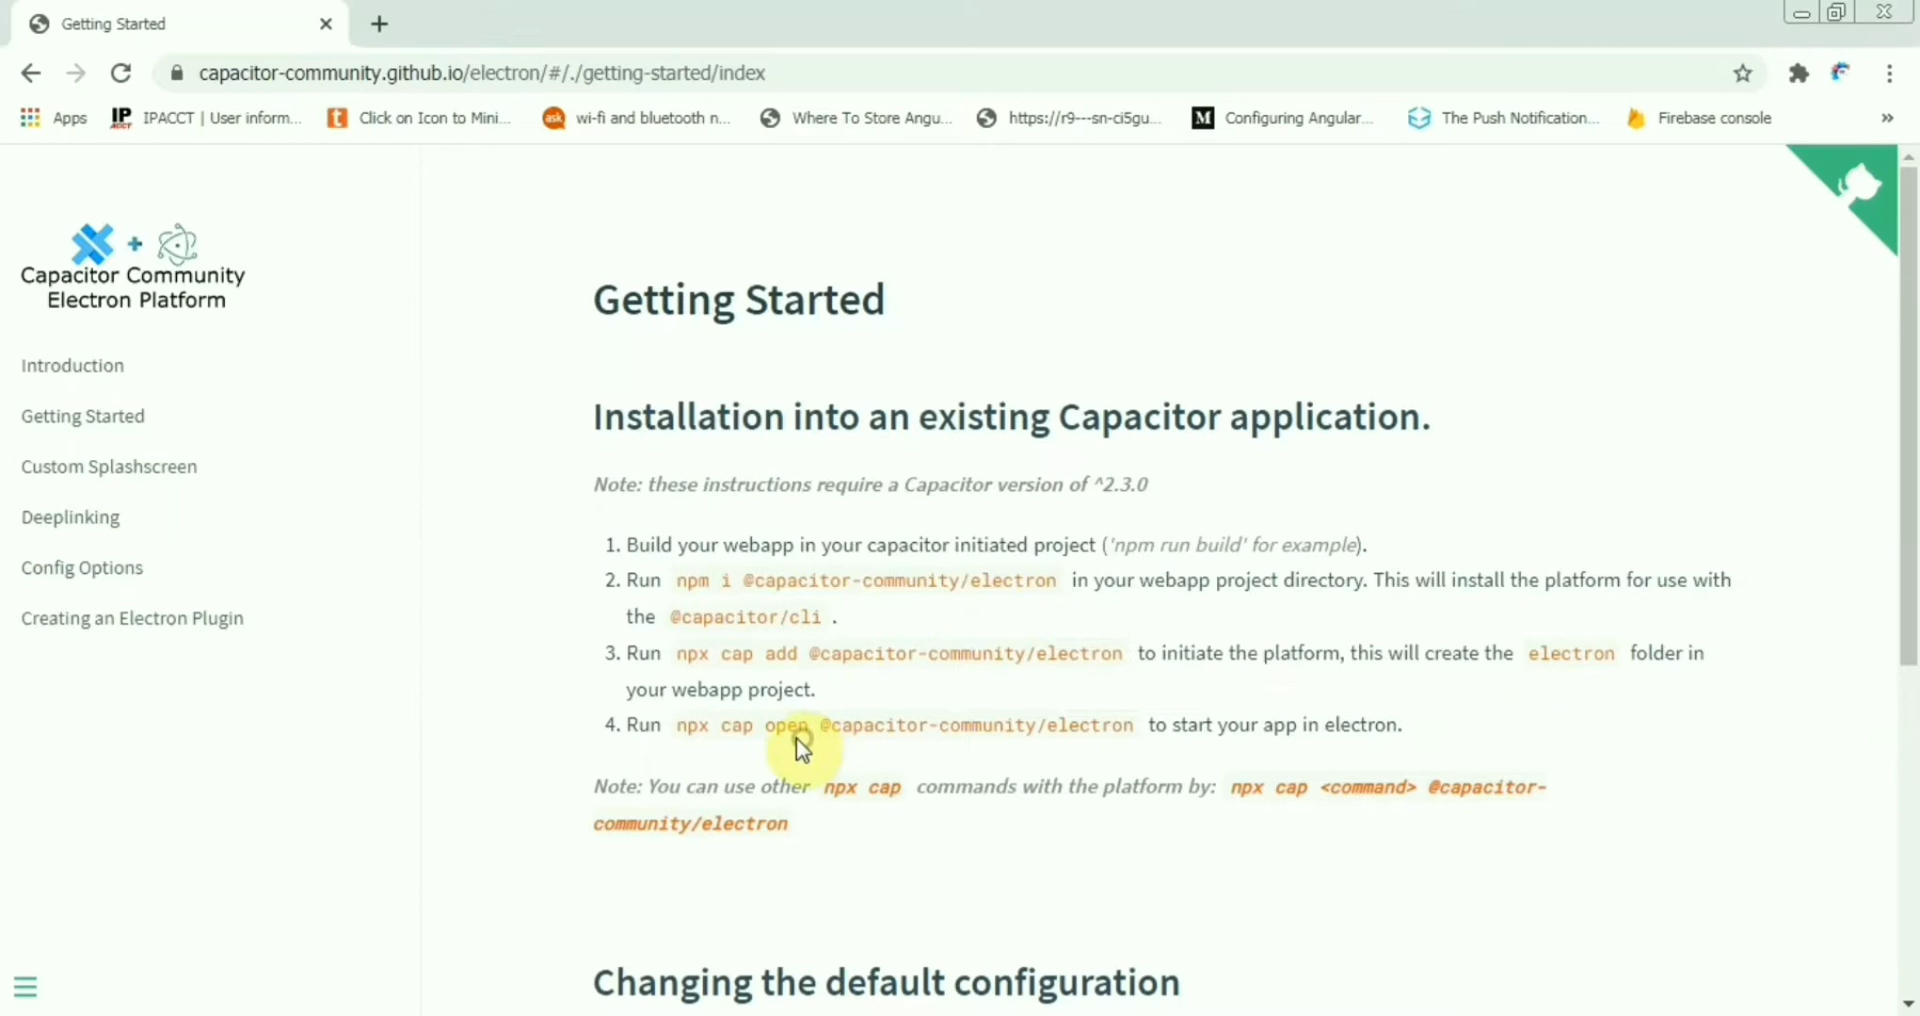 Getting Started
capacitor-community.github.io/electron/#/./getting-started/index
Apps
IPACCT | User inform...
Click on Icon to Mini...
wi-fi and bluetooth n...
Where To Store Angu...
https://r9---sn-ci5gu...
Configuring Angular...
The Push Notification...
Firebase console
Capacitor Community
Electron Platform
Introduction
Getting Started
Custom Splashscreen
Deeplinking
Config Options
Creating an Electron Plugin
Getting Started
Installation into an existing Capacitor application.
Note: these instructions require a Capacitor version of ^2.3.0
1. Build your webapp in your capacitor initiated project ('npm run build' for example).
2. Run npm i @capacitor-community/electron in your webapp project directory. This will install the platform for use with
the @capacitor/cli .
3. Run npx cap add @capacitor-community/electron to initiate the platform, this will create the electron folder in
your webapp project.
4. Run npx cap open @capacitor-community/electron to start your app in electron.
Note: You can use other npx cap commands with the platform by: npx cap <command> @capacitor-
community/electron
Changing the default configuration